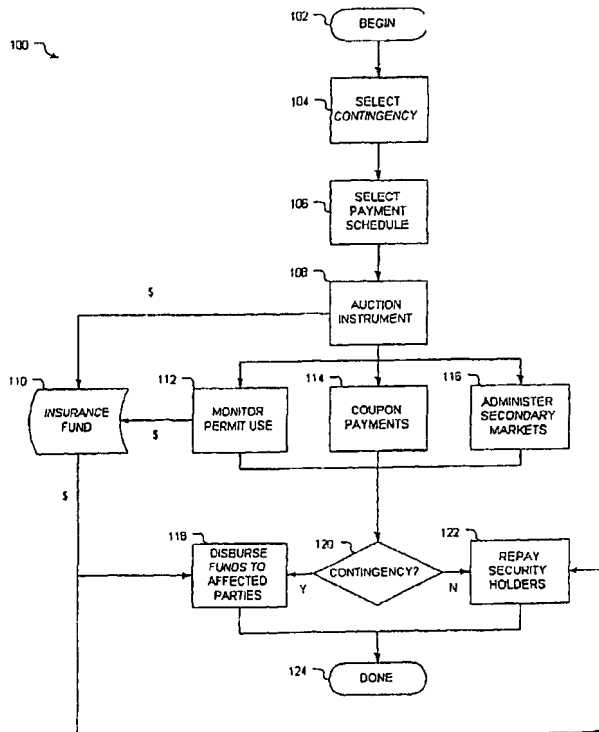 102
BEGIN
100
104
SELECT
CONTINGENCY
106
SELECT
PAYMENT
SCHEDULE
108
$
AUCTION
INSTRUMENT
110
INSURANCE
FUND
112
MONITOR
PERMIT USE
$
114
COUPON
PAYMENTS
116
ADMINISTER
SECONDARY
MARKETS
$
118
DISBURSE
FUNDS TO
AFFECTED
PARTIES
120
CONTINGENCY?
Y
N
122
REPAY
SECURITY
HOLDERS
124
DONE